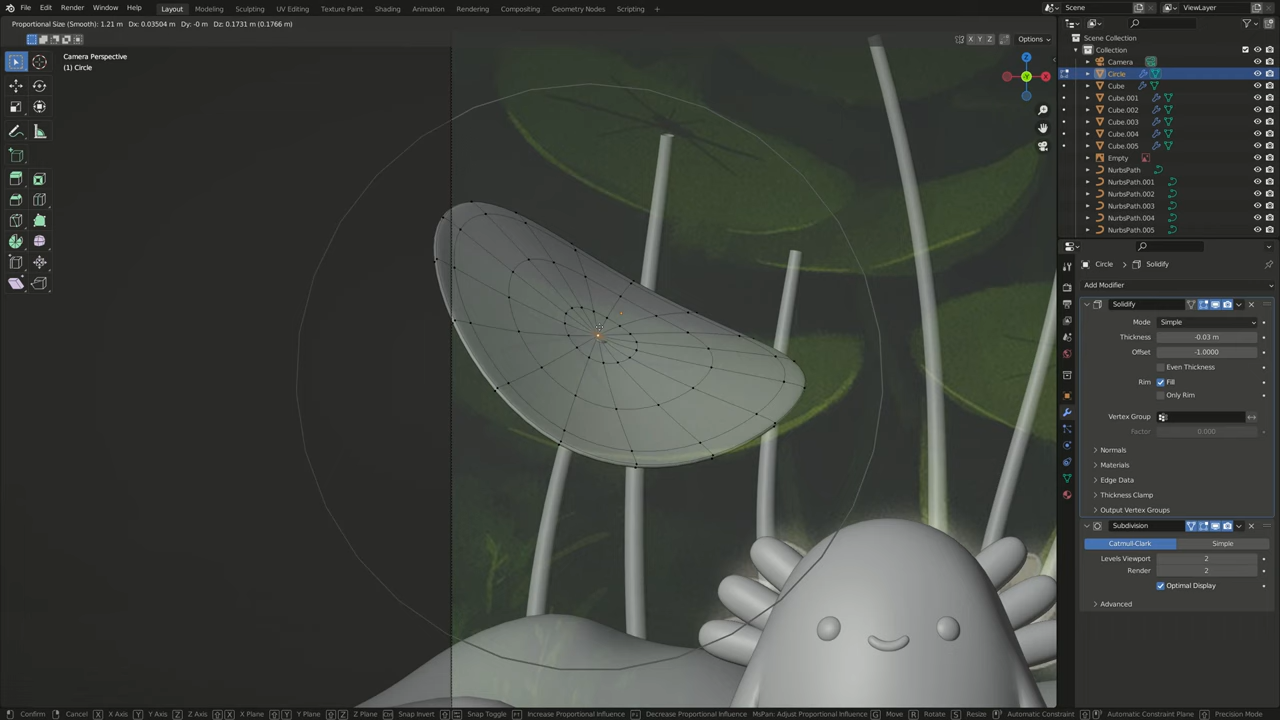 File Edit Render Window Help Layout Modeling Sculpting UV Editing Texture Paint Shading Animation Rendering Compositing Geometry Nodes Scripting + Scene ViewLayer
Proportional Size (Smooth): 1.21 m Dx: 0.03504 m Dy: -0 m Dz: 0.1731 m (0.1766 m)
X Y Z Options
Camera Perspective
(1) Circle
Scene Collection
Collection
Camera
Circle
Cube
Cube.001
Cube.002
Cube.003
Cube.004
Cube.005
Empty
NurbsPath
NurbsPath.001
NurbsPath.002
NurbsPath.003
NurbsPath.004
NurbsPath.005
Circle Solidify
Add Modifier
Solidify
Mode Simple
Thickness -0.03 m
Offset -1.0000
Even Thickness
Rim Fill
Only Rim
Vertex Group
Factor 0.000
Normals
Materials
Edge Data
Thickness Clamp
Output Vertex Groups
Subdivision
Catmull-Clark Simple
Levels Viewport 2
Render 2
Optimal Display
Advanced
Confirm Cancel X X Axis Y Y Axis Z Z Axis X X Plane Y Y Plane Z Z Plane Snap Invert Snap Toggle Increase Proportional Influence Decrease Proportional Influence MsPan: Adjust Proportional Influence G Move R Rotate S Resize Automatic Constraint Automatic Constraint Plane Precision Mode